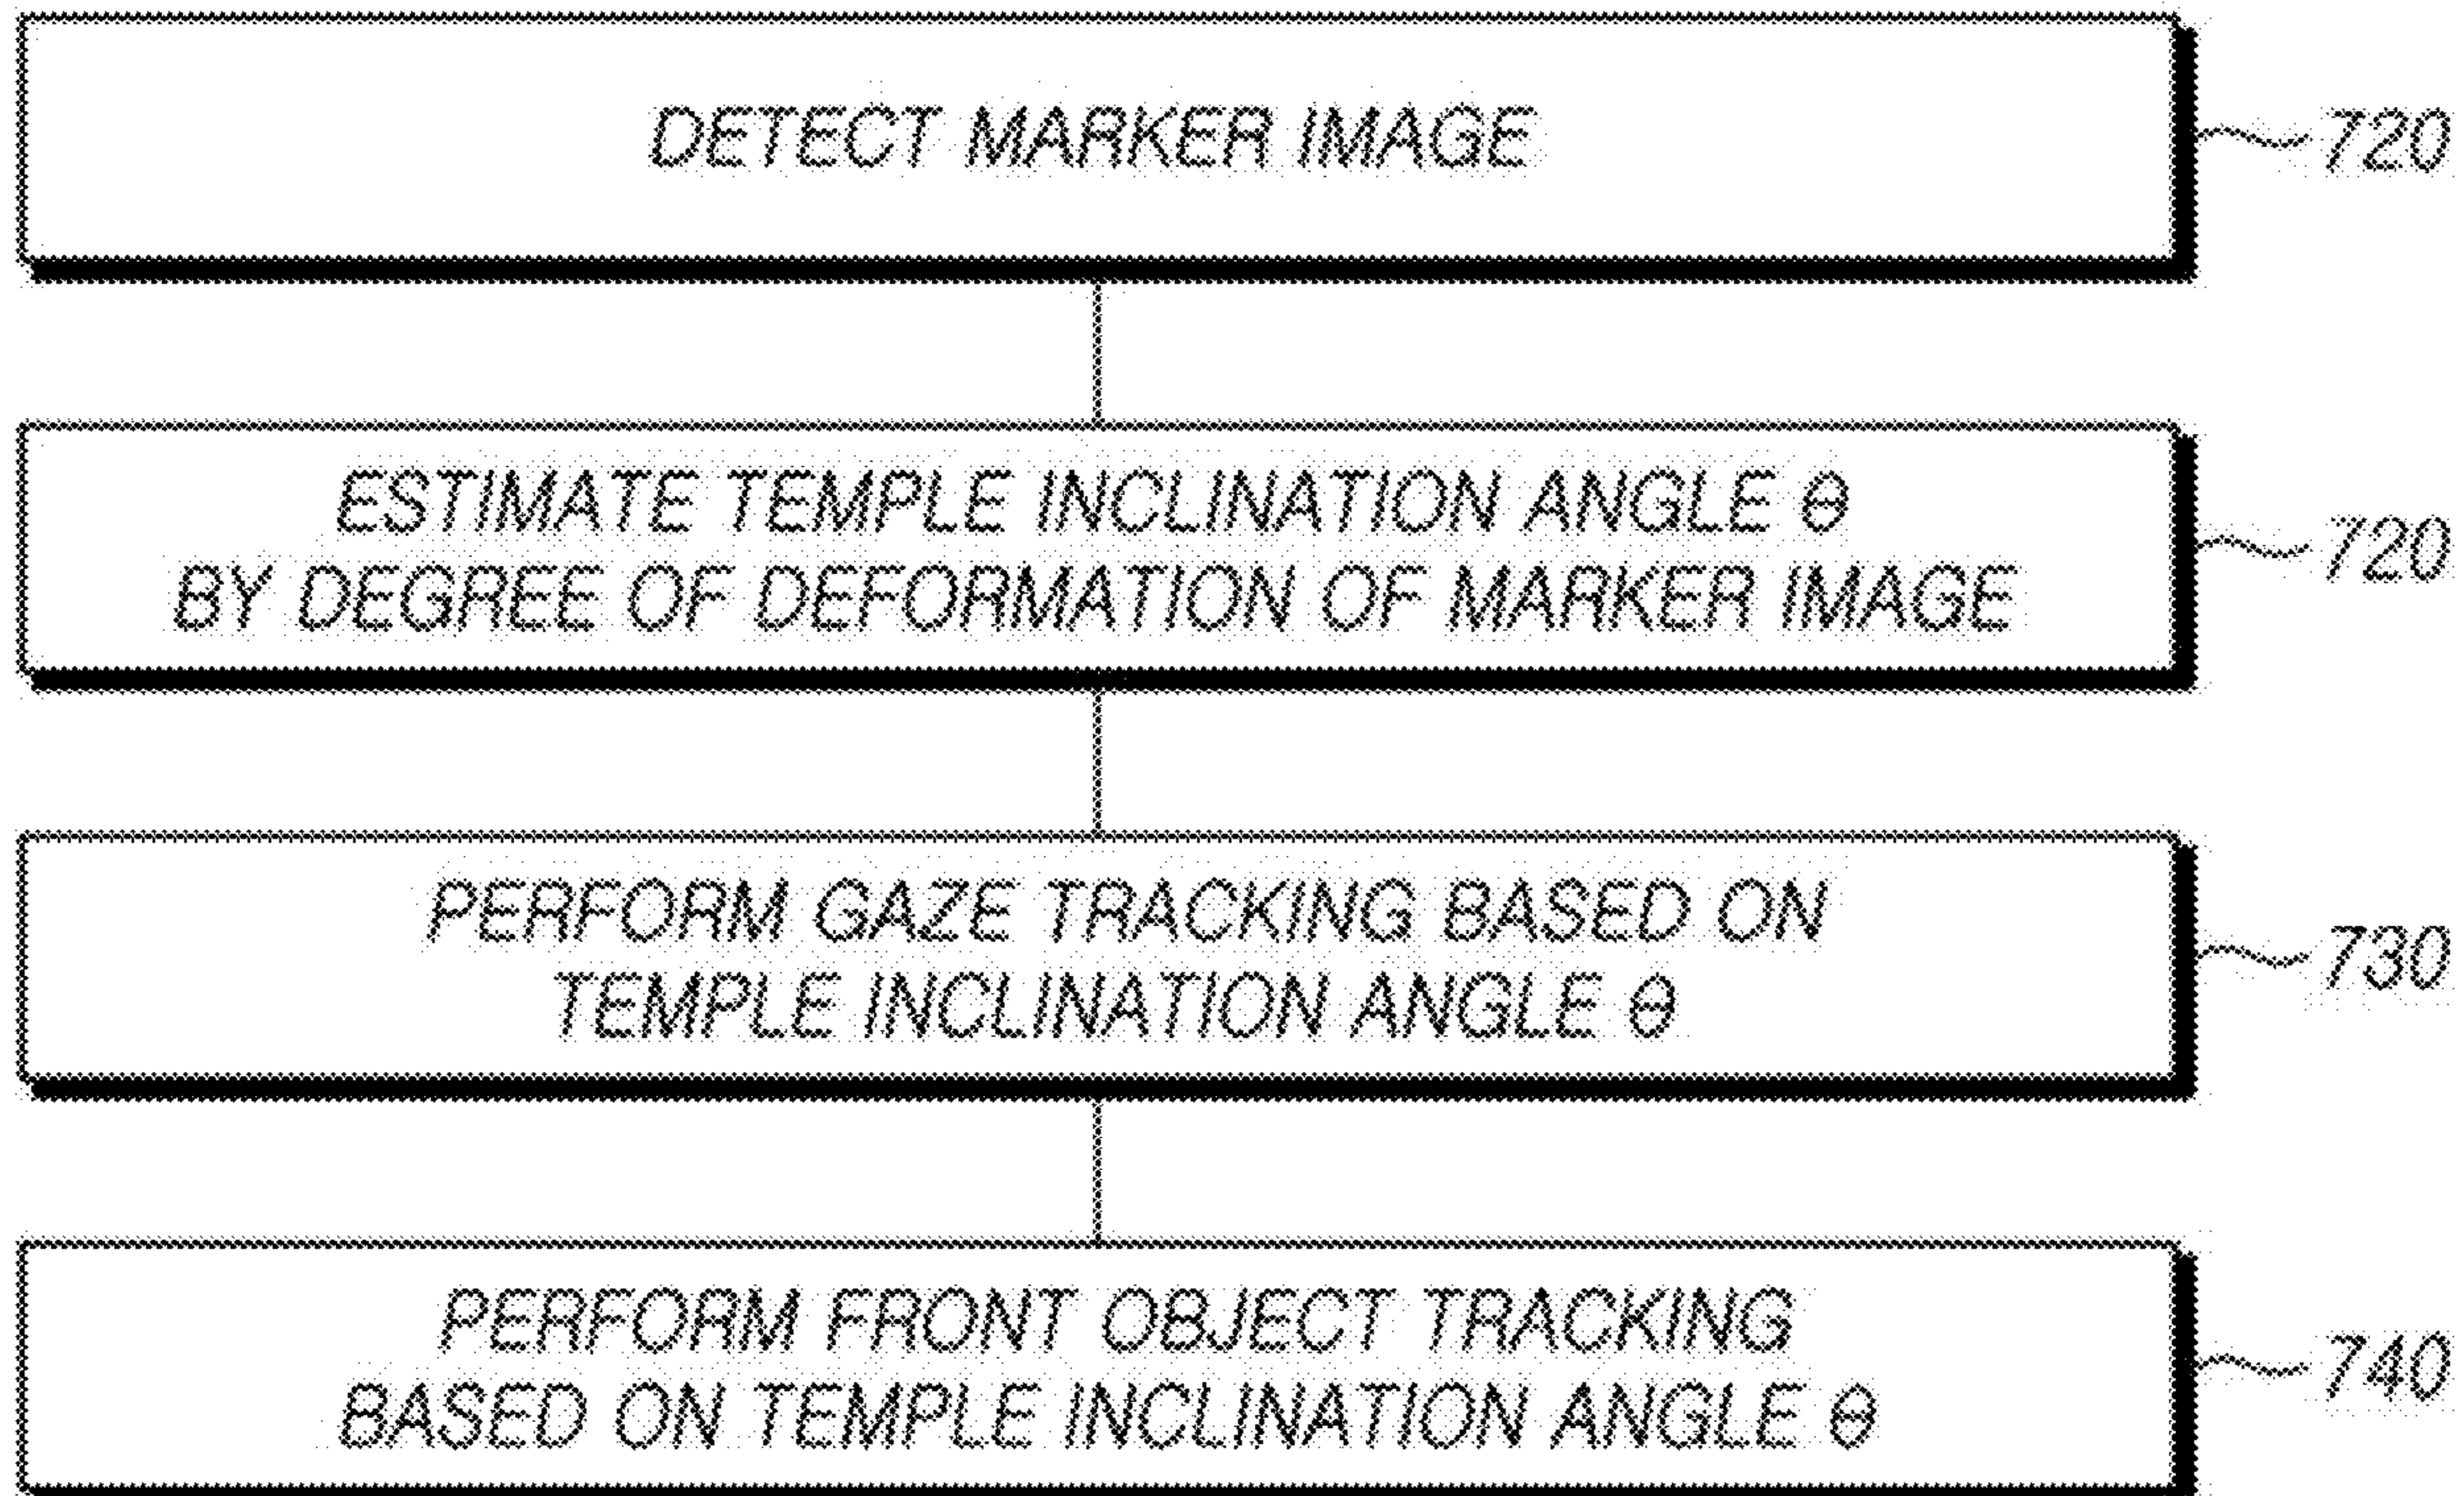 DETECT MARKER IMAGE
720
ESTIMATE TEMPLE INCLINATION ANGLE θ
BY DEGREE OF DEFORMATION OF MARKER IMAGE
720
PERFORM GAZE TRACKING BASED ON
TEMPLE INCLINATION ANGLE θ
730
PERFORM FRONT OBJECT TRACKING
BASED ON TEMPLE INCLINATION ANGLE θ
740